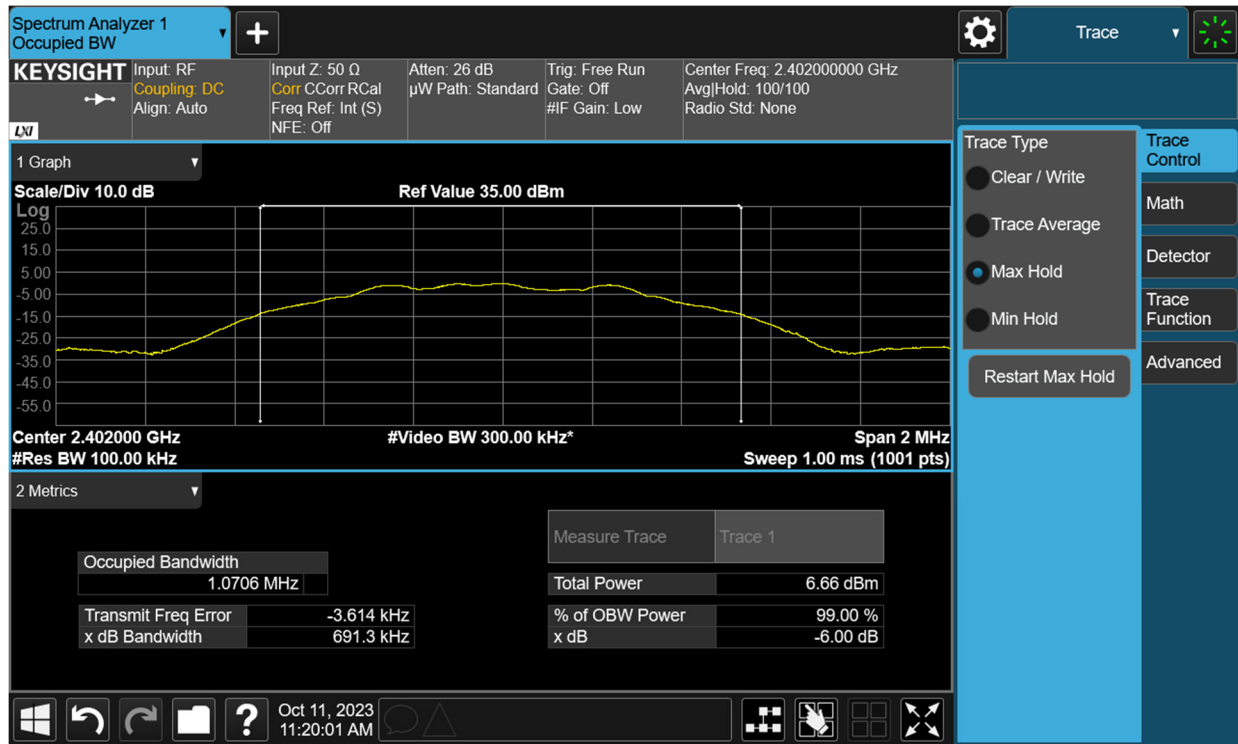 Spectrum Analyzer 1
Occupied BW
+
Trace
KEYSIGHT
LXI
Input: RF
Coupling: DC
Align: Auto
Input Z: 50 Ω
Corr CCorr RCal
Freq Ref: Int (S)
NFE: Off
Atten: 26 dB
µW Path: Standard
Trig: Free Run
Gate: Off
#IF Gain: Low
Center Freq: 2.402000000 GHz
Avg|Hold: 100/100
Radio Std: None
1 Graph
Scale/Div 10.0 dB
Ref Value 35.00 dBm
Log
25.0
15.0
5.00
-5.00
-15.0
-25.0
-35.0
-45.0
-55.0
Center 2.402000 GHz
#Video BW 300.00 kHz*
Span 2 MHz
#Res BW 100.00 kHz
Sweep 1.00 ms (1001 pts)
2 Metrics
Occupied Bandwidth
1.0706 MHz
Transmit Freq Error -3.614 kHz
x dB Bandwidth 691.3 kHz
Measure Trace Trace 1
Total Power 6.66 dBm
% of OBW Power 99.00 %
x dB -6.00 dB
Trace Type
Clear / Write
Trace Average
Max Hold
Min Hold
Restart Max Hold
Trace
Control
Math
Detector
Trace
Function
Advanced
?
Oct 11, 2023
11:20:01 AM